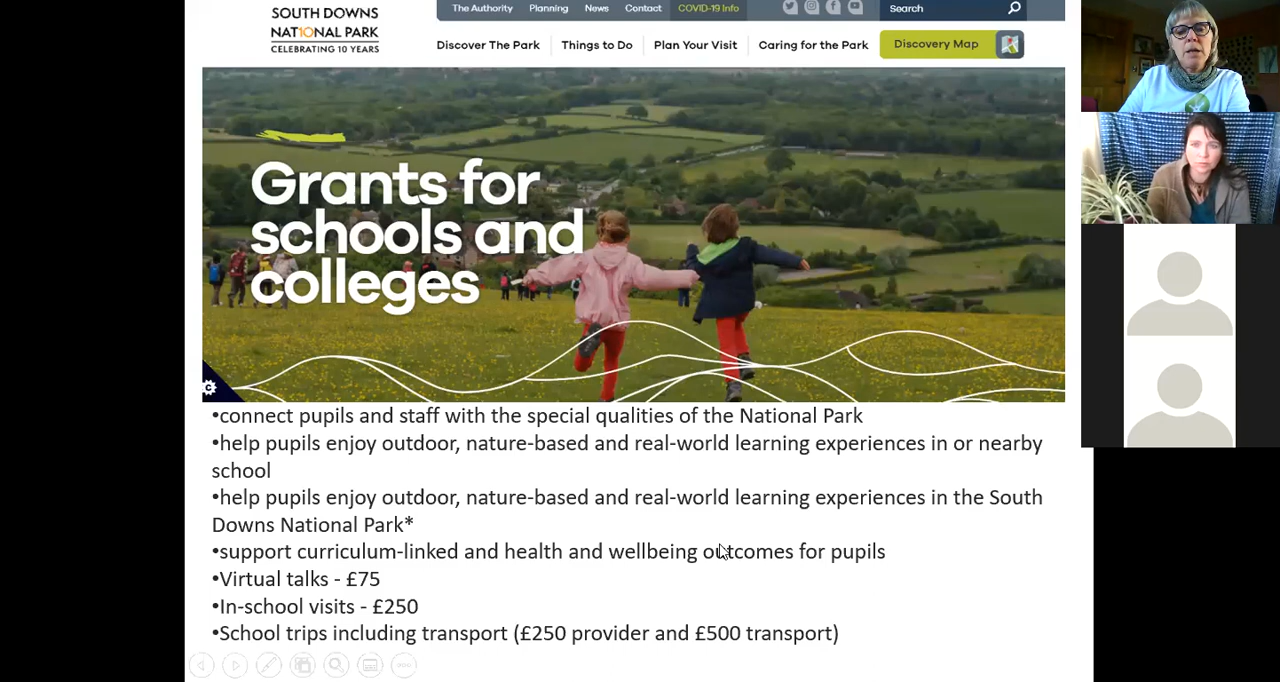 SOUTH DOWNS
NATIONAL PARK
CELEBRATING 10 YEARS
The Authority Planning News Contact COVID-19 Info Search
Discover The Park Things to Do Plan Your Visit Caring for the Park Discovery Map
Grants for
schools and
colleges
•connect pupils and staff with the special qualities of the National Park
•help pupils enjoy outdoor, nature-based and real-world learning experiences in or nearby
school
•help pupils enjoy outdoor, nature-based and real-world learning experiences in the South
Downs National Park*
•support curriculum-linked and health and wellbeing outcomes for pupils
•Virtual talks - £75
•In-school visits - £250
•School trips including transport (£250 provider and £500 transport)